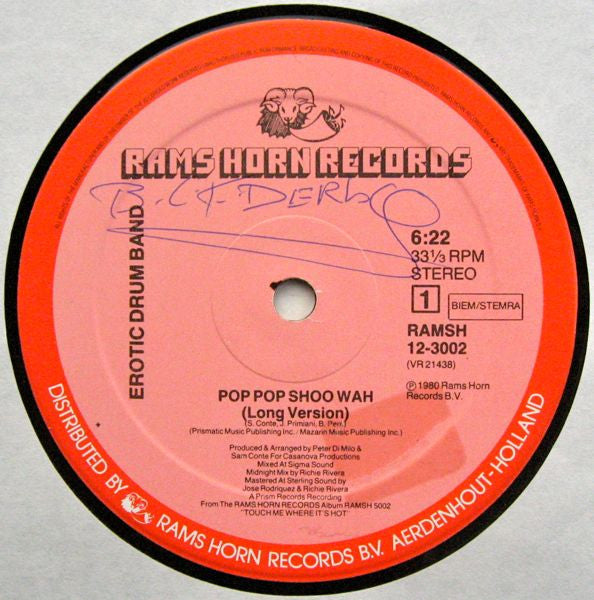 RAMS HORN RECORDS
EROTIC DRUM BAND
6:22
33⅓ RPM
STEREO
1
BIEM/STEMRA
RAMSH
12-3002
(VR 21438)
℗ 1980 Rams Horn
Records B.V.
POP POP SHOO WAH
(Long Version)
(S. Conte, J. Primiani, B. Perr.)
(Prismatic Music Publishing Inc. / Mazarin Music Publishing Inc.)
Produced & Arranged by Peter Di Milo &
Sam Conte For Casanova Productions
Mixed At Sigma Sound
Midnight Mix by Richie Rivera
Mastered At Sterling Sound by
Jose Rodriquez & Richie Rivera
A Prism Records Recording
From The RAMS HORN RECORDS Album RAMSH 5002
"TOUCH ME WHERE IT'S HOT"
DISTRIBUTED BY RAMS HORN RECORDS B.V. AERDENHOUT - HOLLAND